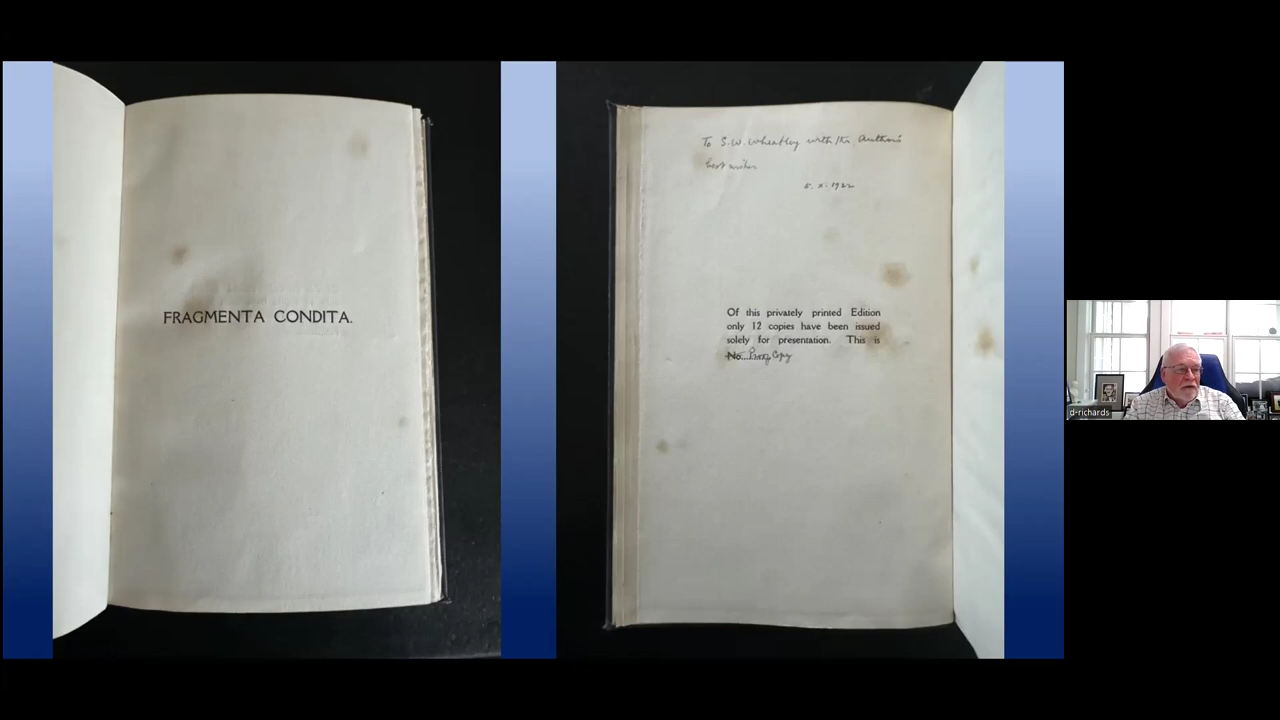 FRAGMENTA CONDITA.
To S.W. Wheatley with the Author's
best wishes
5. X. 1922
Of this privately printed Edition
only 12 copies have been issued
solely for presentation. This is
No.... Copy
d-richards